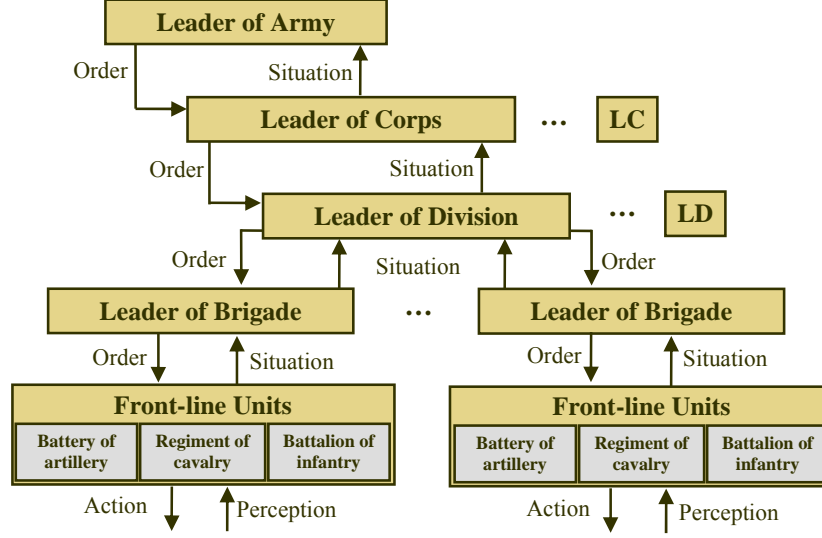 Leader of Army
Order
Situation
Leader of Corps
...
LC
Order
Situation
Leader of Division
...
LD
Order
Situation
Order
Leader of Brigade
...
Leader of Brigade
Order
Situation
Order
Situation
Front-line Units
Front-line Units
Battery of
artillery
Regiment of
cavalry
Battalion of
infantry
Battery of
artillery
Regiment of
cavalry
Battalion of
infantry
Action
Perception
Action
Perception